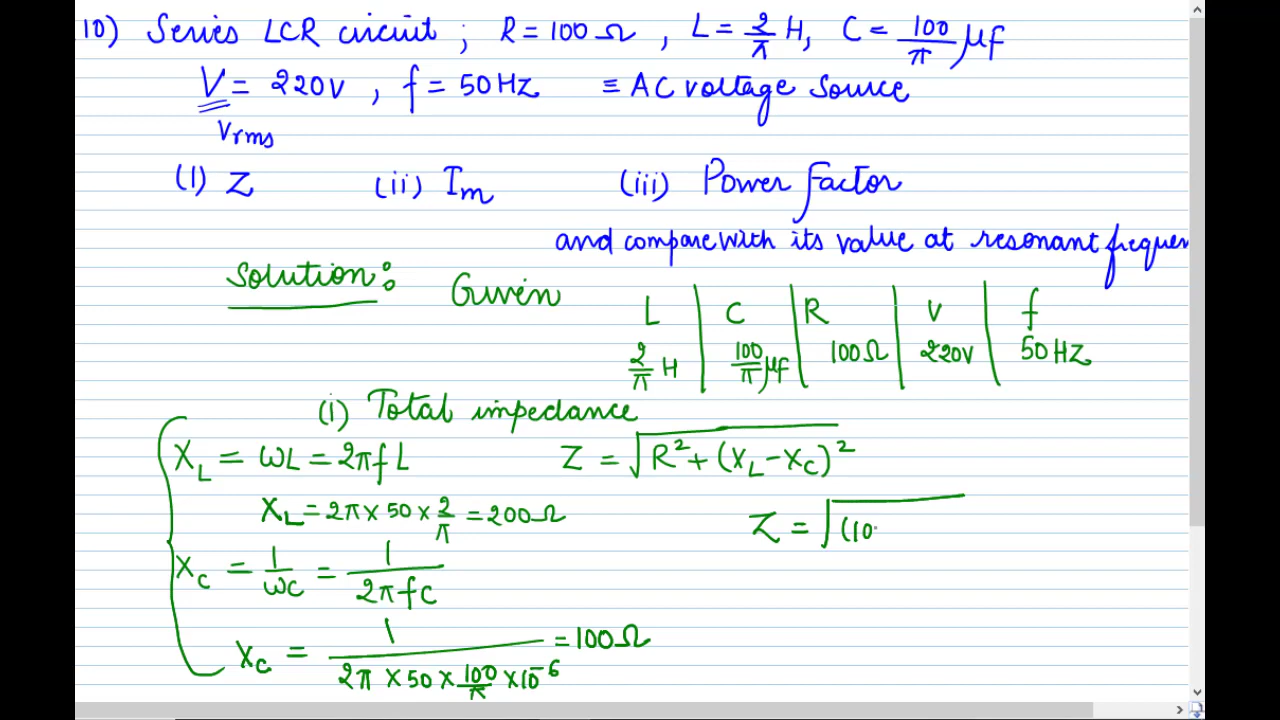 10) Series LCR circuit ; R = 100 Ω , L = 2/π H, C = 100/π μf
V = 220V , f = 50 Hz ≡ AC voltage source
Vrms
(i) Z (ii) Im (iii) Power factor
and compare with its value at resonant frequen
Solution: Given
L | C | R | V | f
2/π H | 100/π μf | 100Ω | 220V | 50 HZ
(i) Total impedance
XL = ωL = 2πf L Z = √R² + (XL - XC)²
XL = 2π × 50 × 2/π = 200Ω Z = √(10
XC = 1/ωC = 1/2πfC
XC = 1/2π × 50 × 100/π × 10⁻⁶ = 100Ω